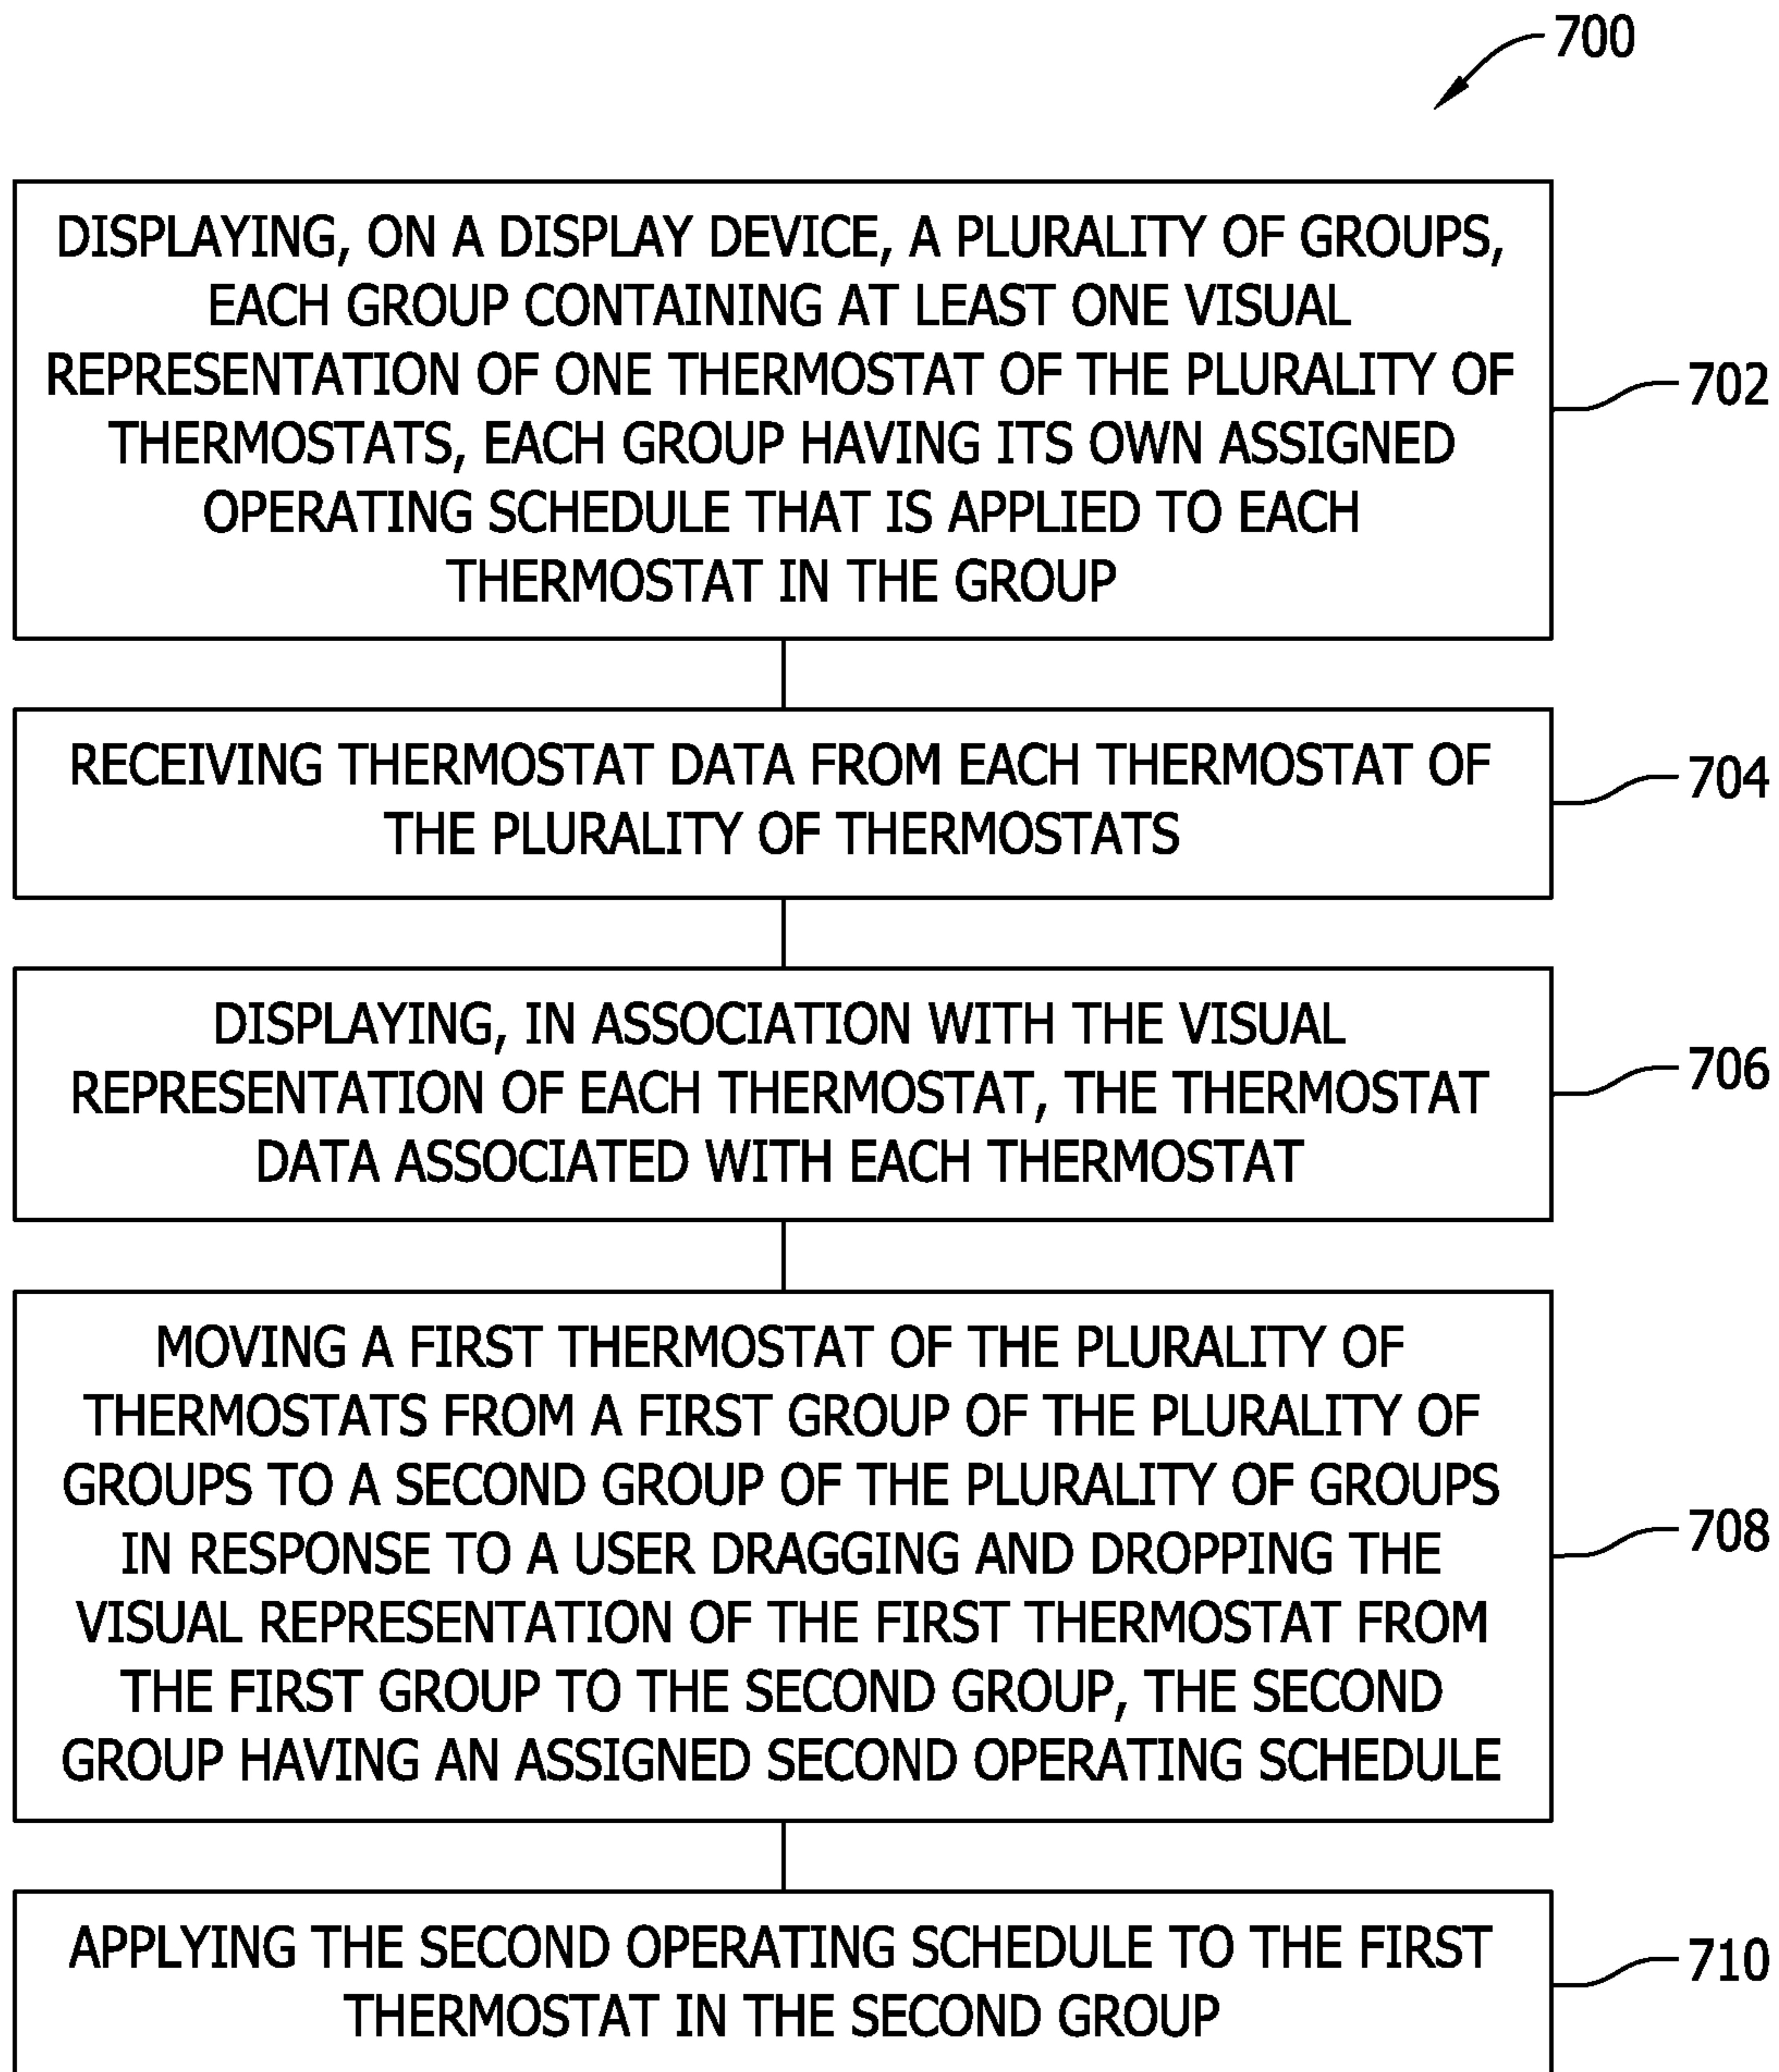 700
DISPLAYING, ON A DISPLAY DEVICE, A PLURALITY OF GROUPS,
EACH GROUP CONTAINING AT LEAST ONE VISUAL
REPRESENTATION OF ONE THERMOSTAT OF THE PLURALITY OF
THERMOSTATS, EACH GROUP HAVING ITS OWN ASSIGNED
OPERATING SCHEDULE THAT IS APPLIED TO EACH
THERMOSTAT IN THE GROUP
702
RECEIVING THERMOSTAT DATA FROM EACH THERMOSTAT OF
THE PLURALITY OF THERMOSTATS
704
DISPLAYING, IN ASSOCIATION WITH THE VISUAL
REPRESENTATION OF EACH THERMOSTAT, THE THERMOSTAT
DATA ASSOCIATED WITH EACH THERMOSTAT
706
MOVING A FIRST THERMOSTAT OF THE PLURALITY OF
THERMOSTATS FROM A FIRST GROUP OF THE PLURALITY OF
GROUPS TO A SECOND GROUP OF THE PLURALITY OF GROUPS
IN RESPONSE TO A USER DRAGGING AND DROPPING THE
VISUAL REPRESENTATION OF THE FIRST THERMOSTAT FROM
THE FIRST GROUP TO THE SECOND GROUP, THE SECOND
GROUP HAVING AN ASSIGNED SECOND OPERATING SCHEDULE
708
APPLYING THE SECOND OPERATING SCHEDULE TO THE FIRST
THERMOSTAT IN THE SECOND GROUP
710